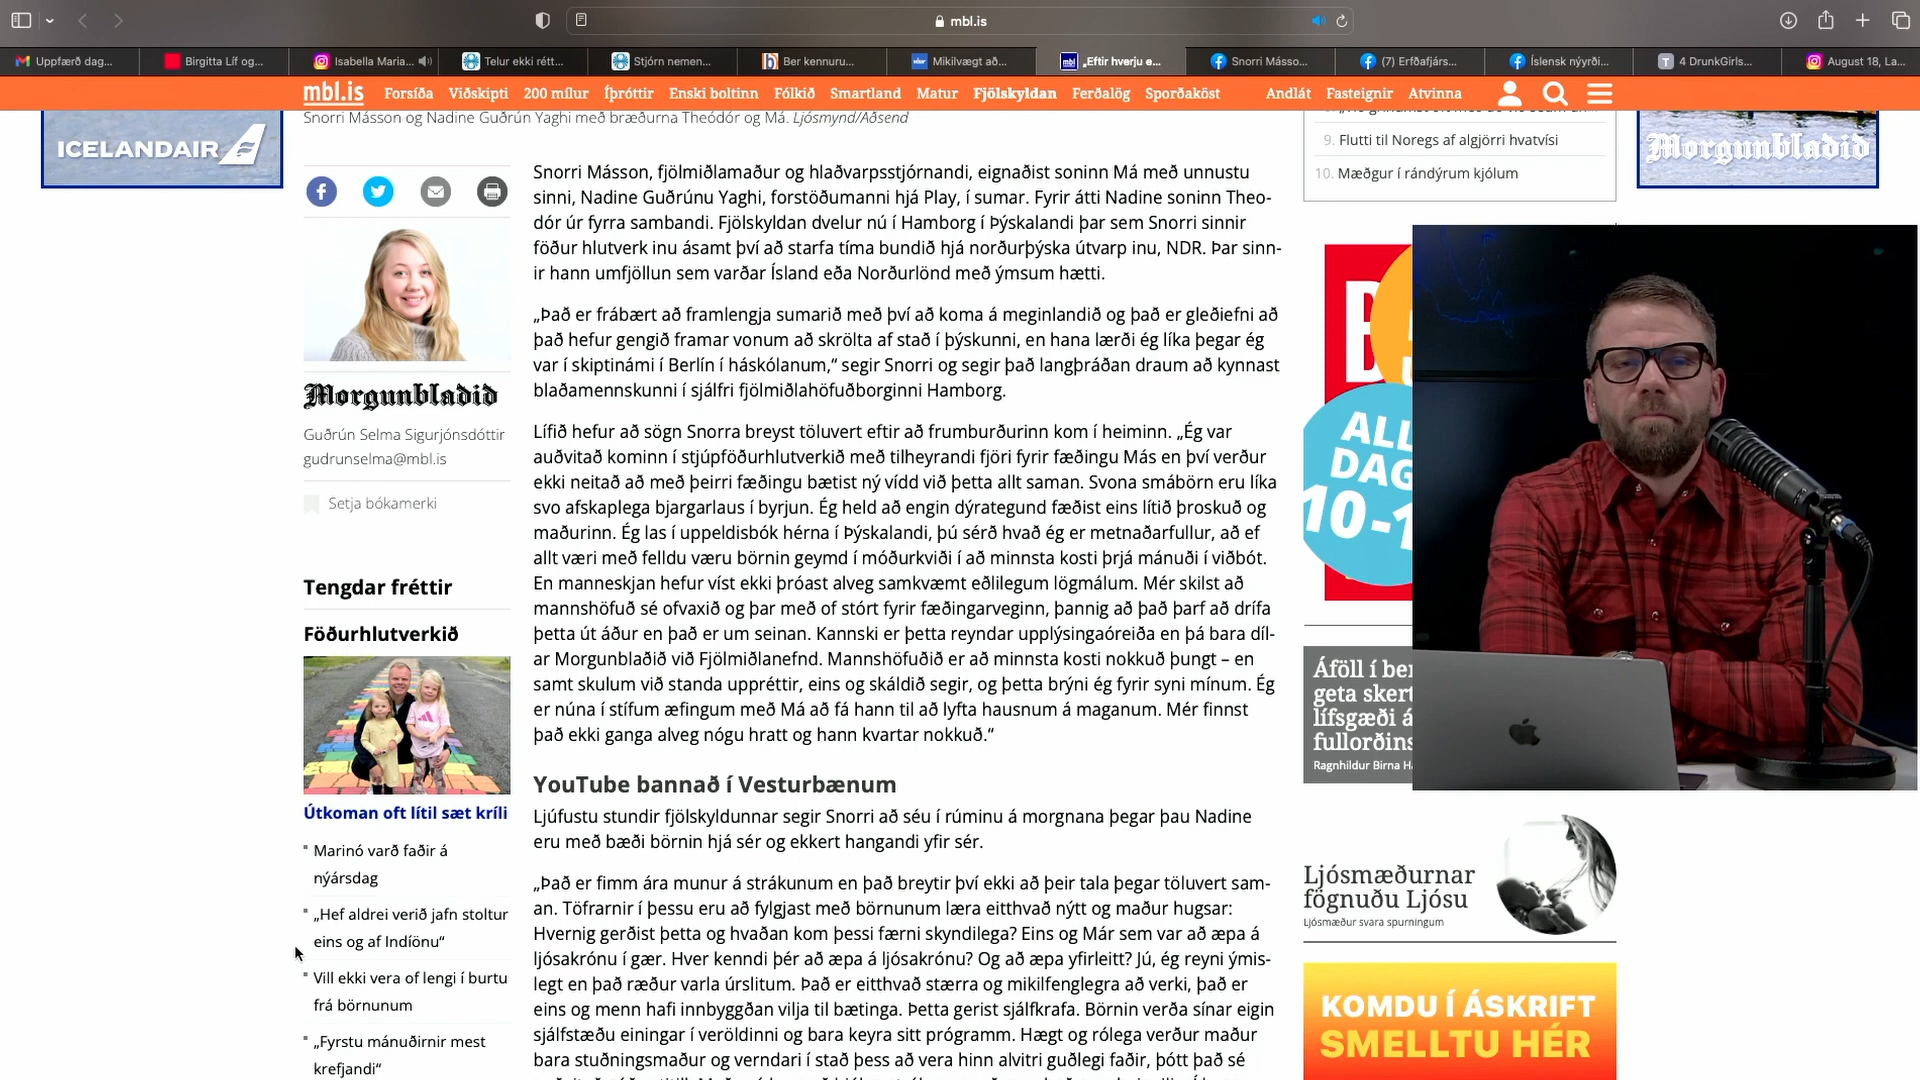 mbl.is
Uppfærð dag...
Birgitta Líf og...
Isabella Maria...
Telur ekki rétt...
Stjórn nemen...
Ber kennuru...
Mikilvægt að...
„Eftir hverju e...
Snorri Másso...
(7) Erfðafjárs...
Íslensk nýyrði...
4 DrunkGirls...
August 18, La...
mbl.is
Forsíða
Viðskipti
200 mílur
Íþróttir
Enski boltinn
Fólkið
Smartland
Matur
Fjölskyldan
Ferðalög
Sporðaköst
Andlát
Fasteignir
Atvinna
ICELANDAIR
Snorri Másson og Nadine Guðrún Yaghi með bræðurna Theódór og Má. Ljósmynd/Aðsend
Morgunblaðið
Guðrún Selma Sigurjónsdóttir
gudrunselma@mbl.is
Setja bókamerki
Tengdar fréttir
Föðurhlutverkið
Útkoman oft lítil sæt kríli
Marinó varð faðir á
nýársdag
„Hef aldrei verið jafn stoltur
eins og af Indíönu“
Vill ekki vera of lengi í burtu
frá börnunum
„Fyrstu mánuðirnir mest
krefjandi“
Snorri Másson, fjölmiðlamaður og hlaðvarpsstjórnandi, eignaðist soninn Má með unnustu
sinni, Nadine Guðrúnu Yaghi, forstöðumanni hjá Play, í sumar. Fyrir átti Nadine soninn Theo-
dór úr fyrra sambandi. Fjölskyldan dvelur nú í Hamborg í Þýskalandi þar sem Snorri sinnir
föður hlutverk inu ásamt því að starfa tíma bundið hjá norðurþýska útvarp inu, NDR. Þar sinn-
ir hann umfjöllun sem varðar Ísland eða Norðurlönd með ýmsum hætti.
„Það er frábært að framlengja sumarið með því að koma á meginlandið og það er gleðiefni að
það hefur gengið framar vonum að skrölta af stað í þýskunni, en hana lærði ég líka þegar ég
var í skiptinámi í Berlín í háskólanum,“ segir Snorri og segir það langþráðan draum að kynnast
blaðamennskunni í sjálfri fjölmiðlahöfuðborginni Hamborg.
Lífið hefur að sögn Snorra breyst töluvert eftir að frumburðurinn kom í heiminn. „Ég var
auðvitað kominn í stjúpföðurhlutverkið með tilheyrandi fjöri fyrir fæðingu Más en því verður
ekki neitað að með þeirri fæðingu bætist ný vídd við þetta allt saman. Svona smábörn eru líka
svo afskaplega bjargarlaus í byrjun. Ég held að engin dýrategund fæðist eins lítið þroskuð og
maðurinn. Ég las í uppeldisbók hérna í Þýskalandi, þú sérð hvað ég er metnaðarfullur, að ef
allt væri með felldu væru börnin geymd í móðurkviði í að minnsta kosti þrjá mánuði í viðbót.
En manneskjan hefur víst ekki þróast alveg samkvæmt eðlilegum lögmálum. Mér skilst að
mannshöfuð sé ofvaxið og þar með of stórt fyrir fæðingarveginn, þannig að það þarf að drífa
þetta út áður en það er um seinan. Kannski er þetta reyndar upplýsingaóreiða en þá bara díl-
ar Morgunblaðið við Fjölmiðlanefnd. Mannshöfuðið er að minnsta kosti nokkuð þungt – en
samt skulum við standa uppréttir, eins og skáldið segir, og þetta brýni ég fyrir syni mínum. Ég
er núna í stífum æfingum með Má að fá hann til að lyfta hausnum á maganum. Mér finnst
það ekki ganga alveg nógu hratt og hann kvartar nokkuð.“
YouTube bannað í Vesturbænum
Ljúfustu stundir fjölskyldunnar segir Snorri að séu í rúminu á morgnana þegar þau Nadine
eru með bæði börnin hjá sér og ekkert hangandi yfir sér.
„Það er fimm ára munur á strákunum en það breytir því ekki að þeir tala þegar töluvert sam-
an. Töfrarnir í þessu eru að fylgjast með börnunum læra eitthvað nýtt og maður hugsar:
Hvernig gerðist þetta og hvaðan kom þessi færni skyndilega? Eins og Már sem var að æpa á
ljósakrónu í gær. Hver kenndi þér að æpa á ljósakrónu? Og að æpa yfirleitt? Jú, ég reyni ýmis-
legt en það ræður varla úrslitum. Það er eitthvað stærra og mikilfenglegra að verki, það er
eins og menn hafi innbyggðan vilja til bætinga. Þetta gerist sjálfkrafa. Börnin verða sínar eigin
sjálfstæðu einingar í veröldinni og bara keyra sitt prógramm. Hægt og rólega verður maður
bara stuðningsmaður og verndari í stað þess að vera hinn alvitri guðlegi faðir, þótt það sé
9. Flutti til Noregs af algjörri hvatvísi
10. Mæðgur í rándýrum kjólum
Morgunblaðið
ALL
DAG
10-1
Áföll í ber
geta skert
lífsgæði á
fullorðins
Ragnhildur Birna H
Ljósmæðurnar
fögnuðu Ljósu
Ljósmæður svara spurningum
KOMDU Í ÁSKRIFT
SMELLTU HÉR